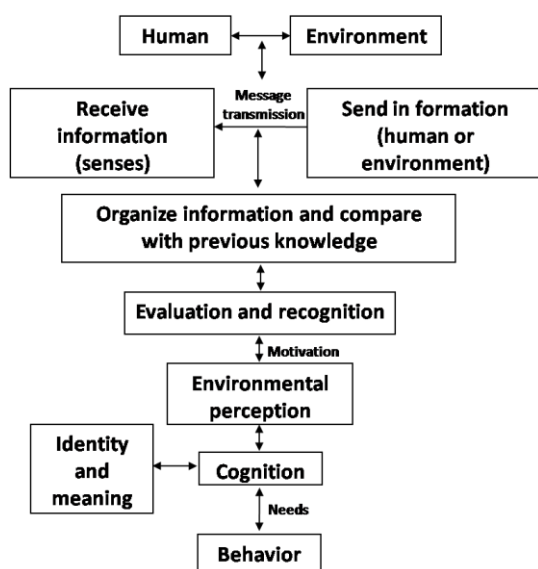 Human
Environment
Message
transmission
Receive
information
(senses)
Send in formation
(human or
environment)
Organize information and compare
with previous knowledge
Evaluation and recognition
Motivation
Environmental
perception
Identity
and
meaning
Cognition
Needs
Behavior